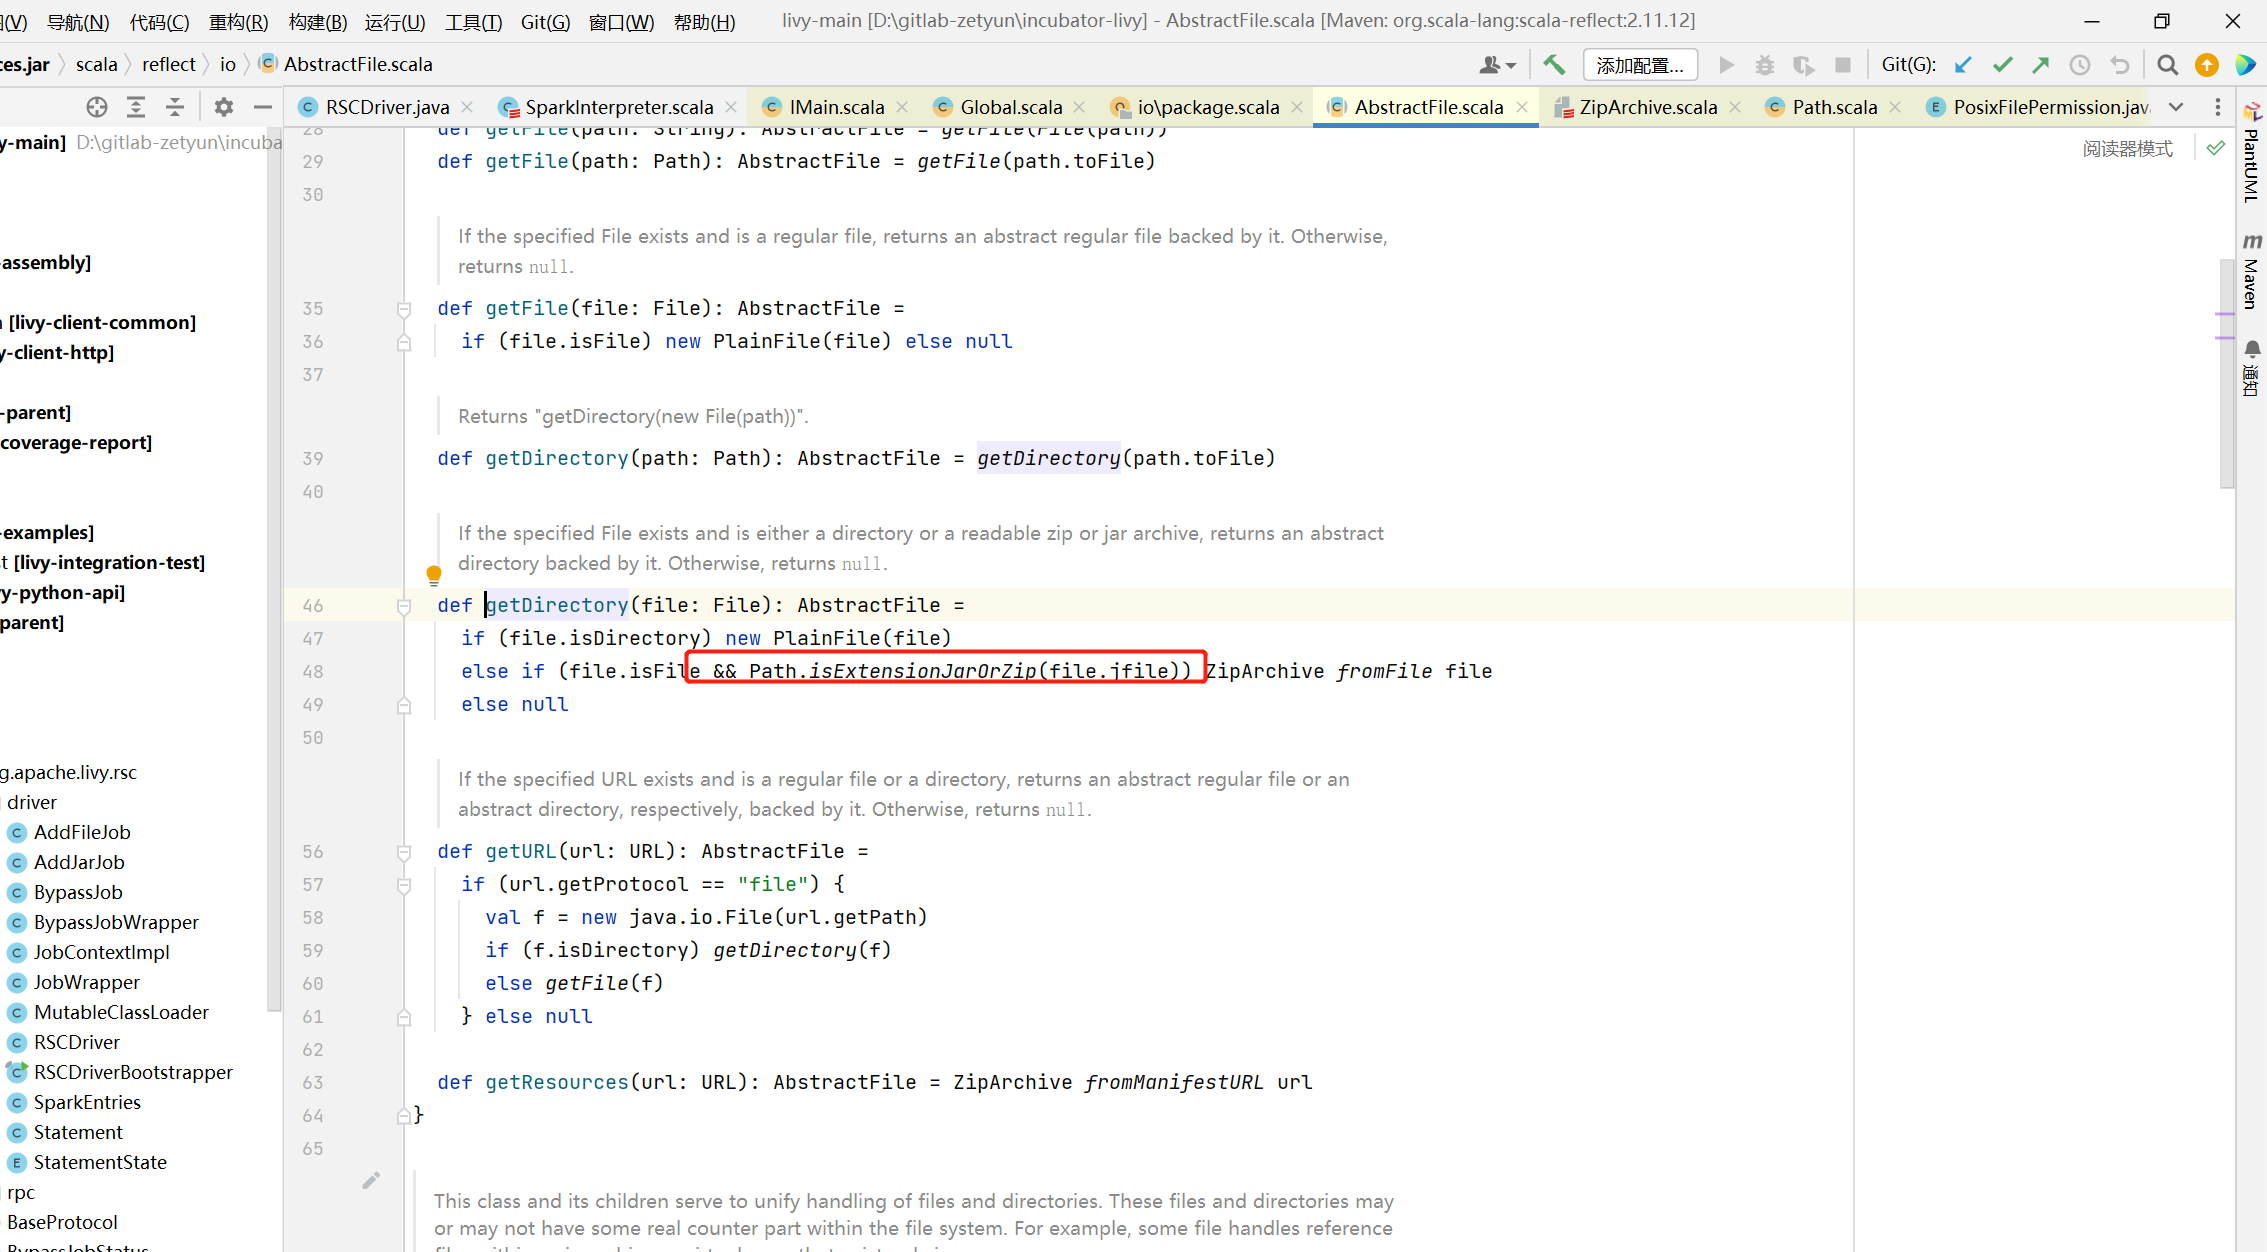 (V) 导航(N) 代码(C) 重构(R) 构建(B) 运行(U) 工具(T) Git(G) 窗口(W) 帮助(H) livy-main [D:\gitlab-zetyun\incubator-livy] - AbstractFile.scala [Maven: org.scala-lang:scala-reflect:2.11.12]
ces.jar scala reflect io AbstractFile.scala 添加配置... Git(G):
RSCDriver.java SparkInterpreter.scala IMain.scala Global.scala io\package.scala AbstractFile.scala ZipArchive.scala Path.scala PosixFilePermission.jav
y-main] D:\gitlab-zetyun\incuba
assembly]
[livy-client-common]
y-client-http]
-parent]
coverage-report]
-examples]
st [livy-integration-test]
y-python-api]
parent]
g.apache.livy.rsc
driver
AddFileJob
AddJarJob
BypassJob
BypassJobWrapper
JobContextImpl
JobWrapper
MutableClassLoader
RSCDriver
RSCDriverBootstrapper
SparkEntries
Statement
StatementState
rpc
BaseProtocol
BypassJobStatus
28 def getFile(path: String): AbstractFile = getFile(File(path))
29 def getFile(path: Path): AbstractFile = getFile(path.toFile)
30
If the specified File exists and is a regular file, returns an abstract regular file backed by it. Otherwise,
returns null.
35 def getFile(file: File): AbstractFile =
36 if (file.isFile) new PlainFile(file) else null
37
Returns "getDirectory(new File(path))".
39 def getDirectory(path: Path): AbstractFile = getDirectory(path.toFile)
40
If the specified File exists and is either a directory or a readable zip or jar archive, returns an abstract
directory backed by it. Otherwise, returns null.
46 def getDirectory(file: File): AbstractFile =
47 if (file.isDirectory) new PlainFile(file)
48 else if (file.isFile && Path.isExtensionJarOrZip(file.jfile)) ZipArchive fromFile file
49 else null
50
If the specified URL exists and is a regular file or a directory, returns an abstract regular file or an
abstract directory, respectively, backed by it. Otherwise, returns null.
56 def getURL(url: URL): AbstractFile =
57 if (url.getProtocol == "file") {
58 val f = new java.io.File(url.getPath)
59 if (f.isDirectory) getDirectory(f)
60 else getFile(f)
61 } else null
62
63 def getResources(url: URL): AbstractFile = ZipArchive fromManifestURL url
64 }
65
This class and its children serve to unify handling of files and directories. These files and directories may
or may not have some real counter part within the file system. For example, some file handles reference
阅读器模式
PlantUML
m Maven
通知